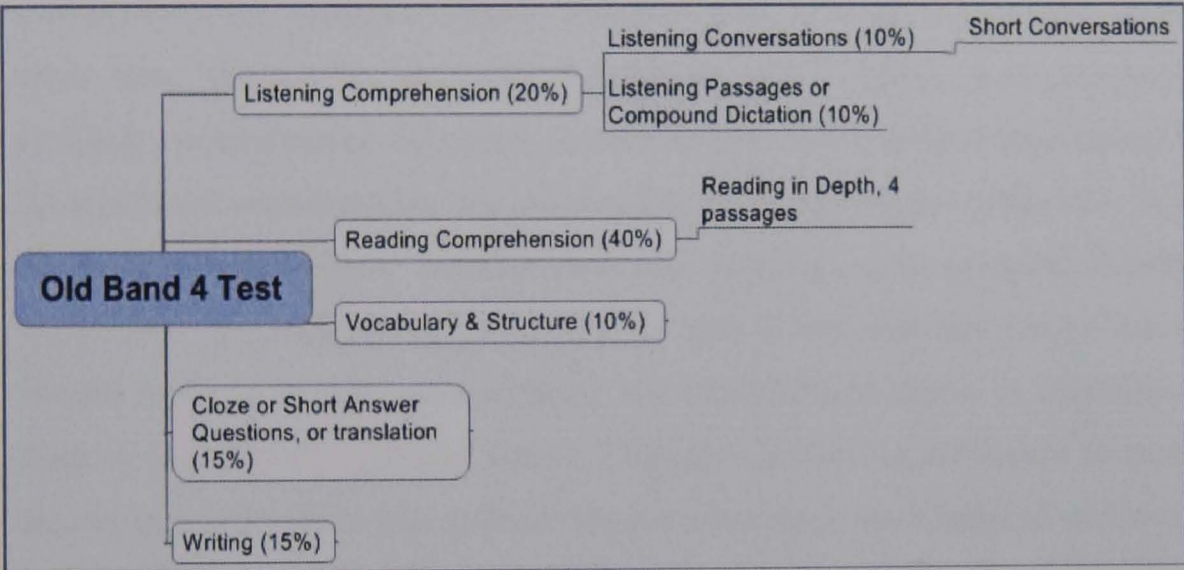 Listening Conversations (10%)
Short Conversations
Listening Comprehension (20%)
Listening Passages or
Compound Dictation (10%)
Reading in Depth, 4
passages
Reading Comprehension (40%)
Old Band 4 Test
Vocabulary & Structure (10%)
Cloze or Short Answer
Questions, or translation
(15%)
Writing (15%)